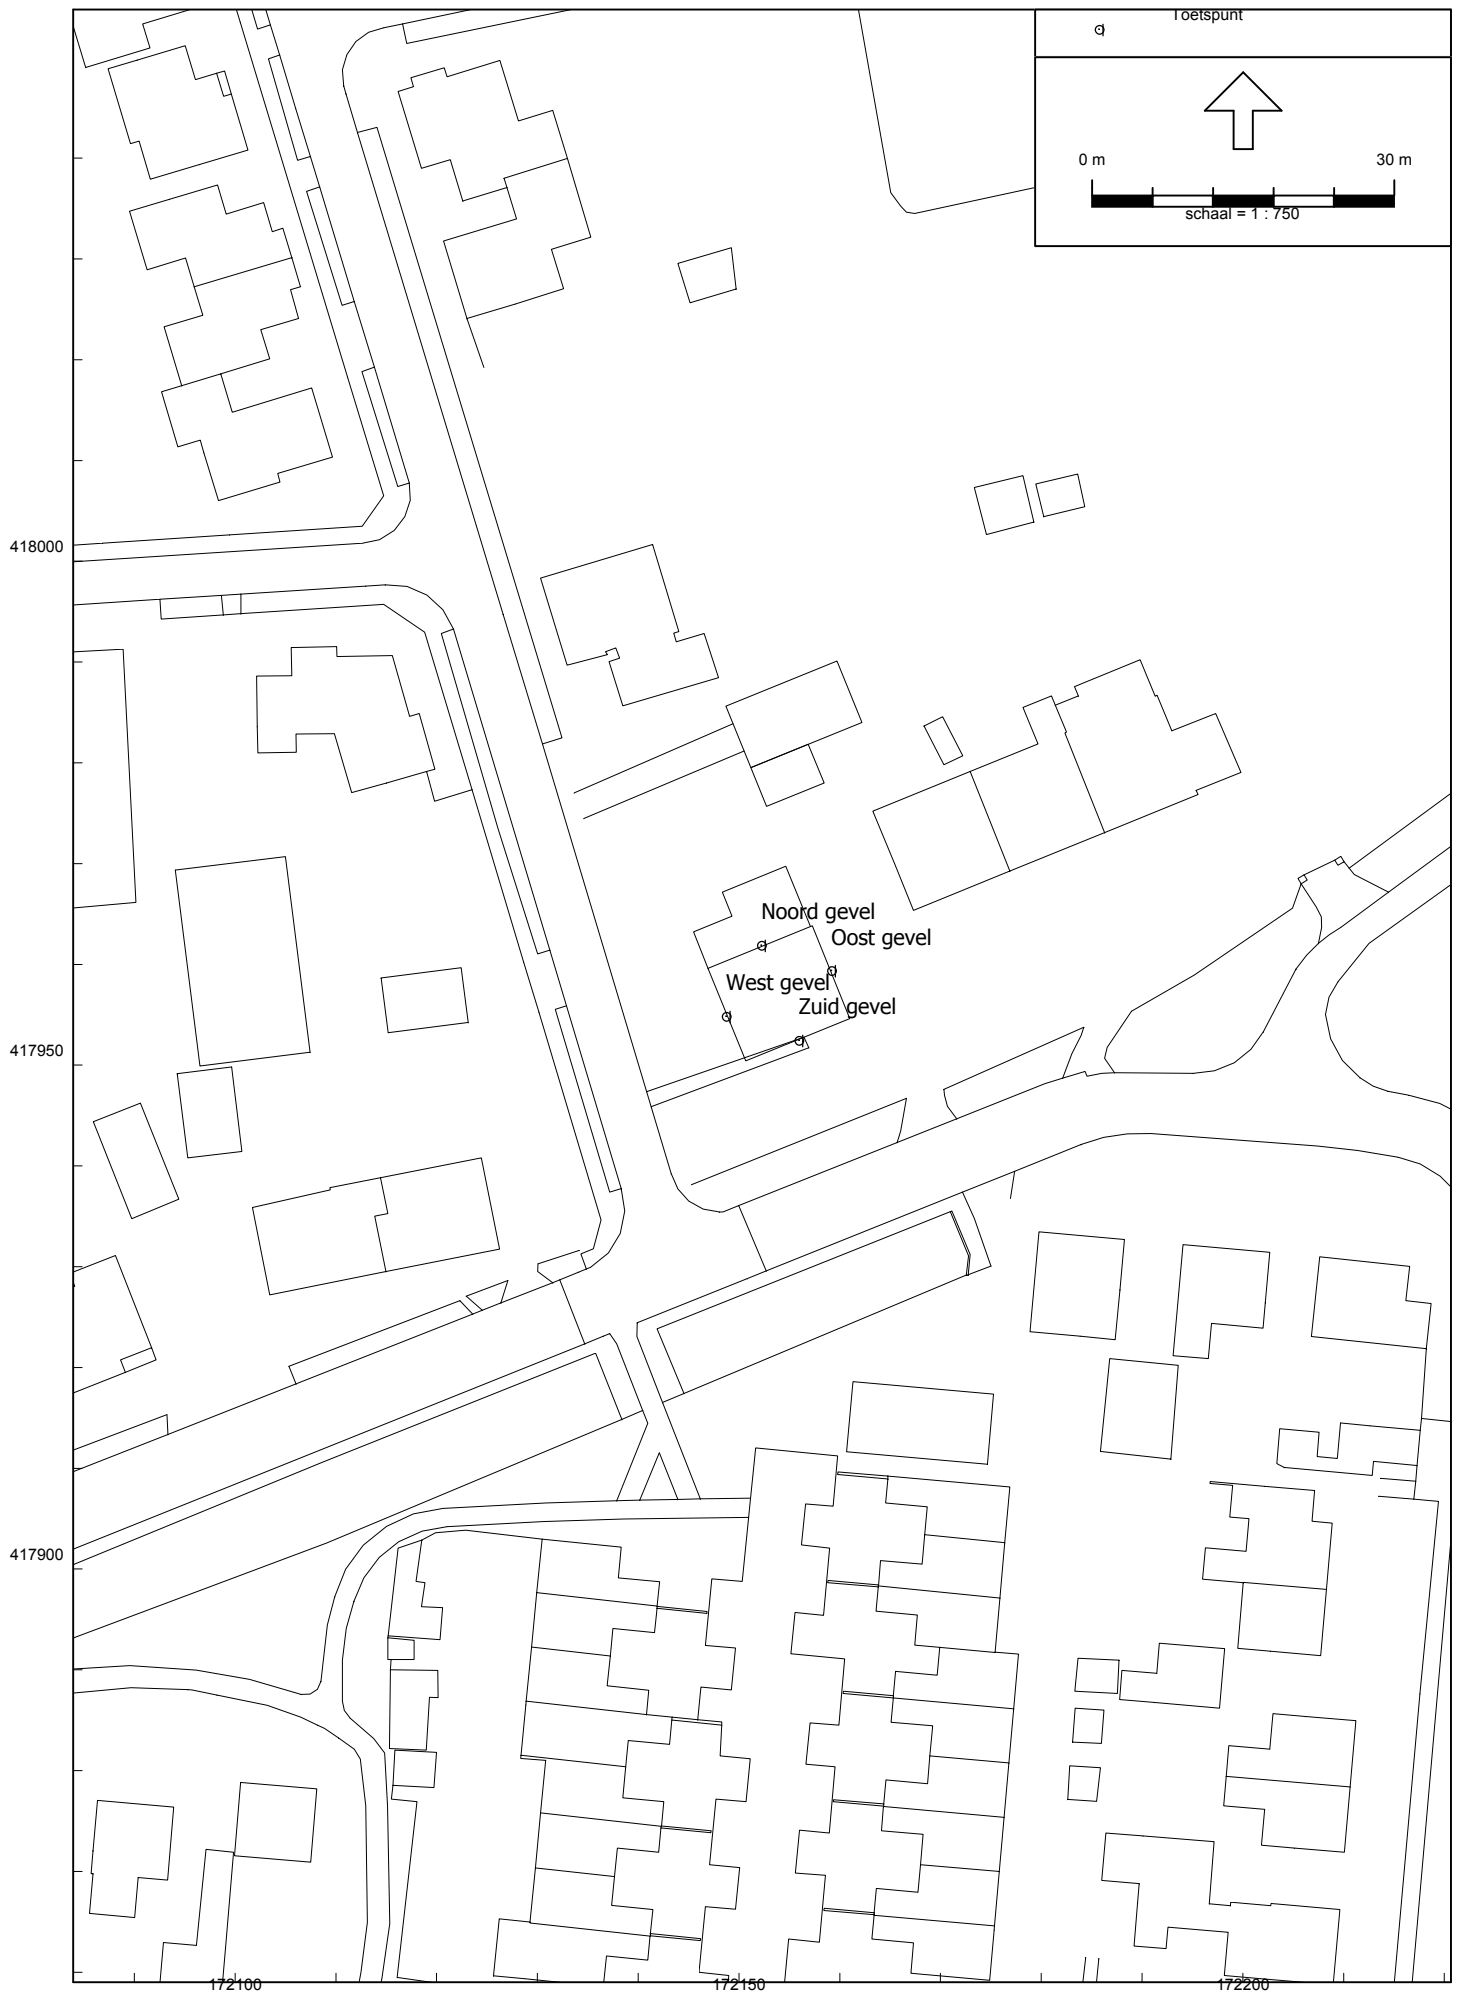 Toetspunt
0 m
30 m
schaal = 1 : 750
418000
Noord gevel
Oost gevel
West gevel
Zuid gevel
417950
417900
172100
172150
172200